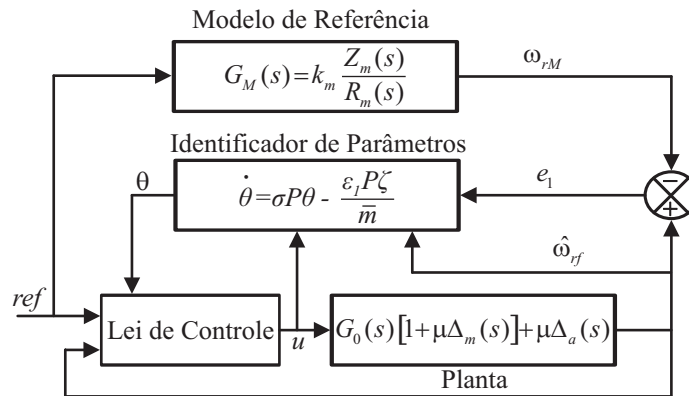 Modelo de Referência
G_M(s)=k_m Z_m(s)/R_m(s)
ω_rM
Identificador de Parâmetros
θ
θ̇=σPθ - ε_1Pζ/m̄
e_1
−
+
ω̂_rf
ref
Lei de Controle
u
G_0(s)[1+μΔ_m(s)]+μΔ_a(s)
Planta